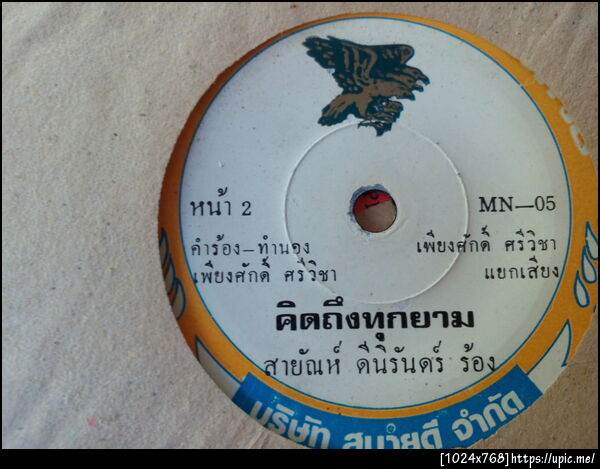 หน้า 2
MN—05
คำร้อง–ทำนอง
เพียงศักดิ์ ศรีวิชา
เพียงศักดิ์ ศรีวิชา
แยกเสียง
คิดถึงทุกยาม
สายัณห์ ดีนิรันดร์ ร้อง
บริษัท สบายดี จำกัด
[1024x768]https://upic.me/